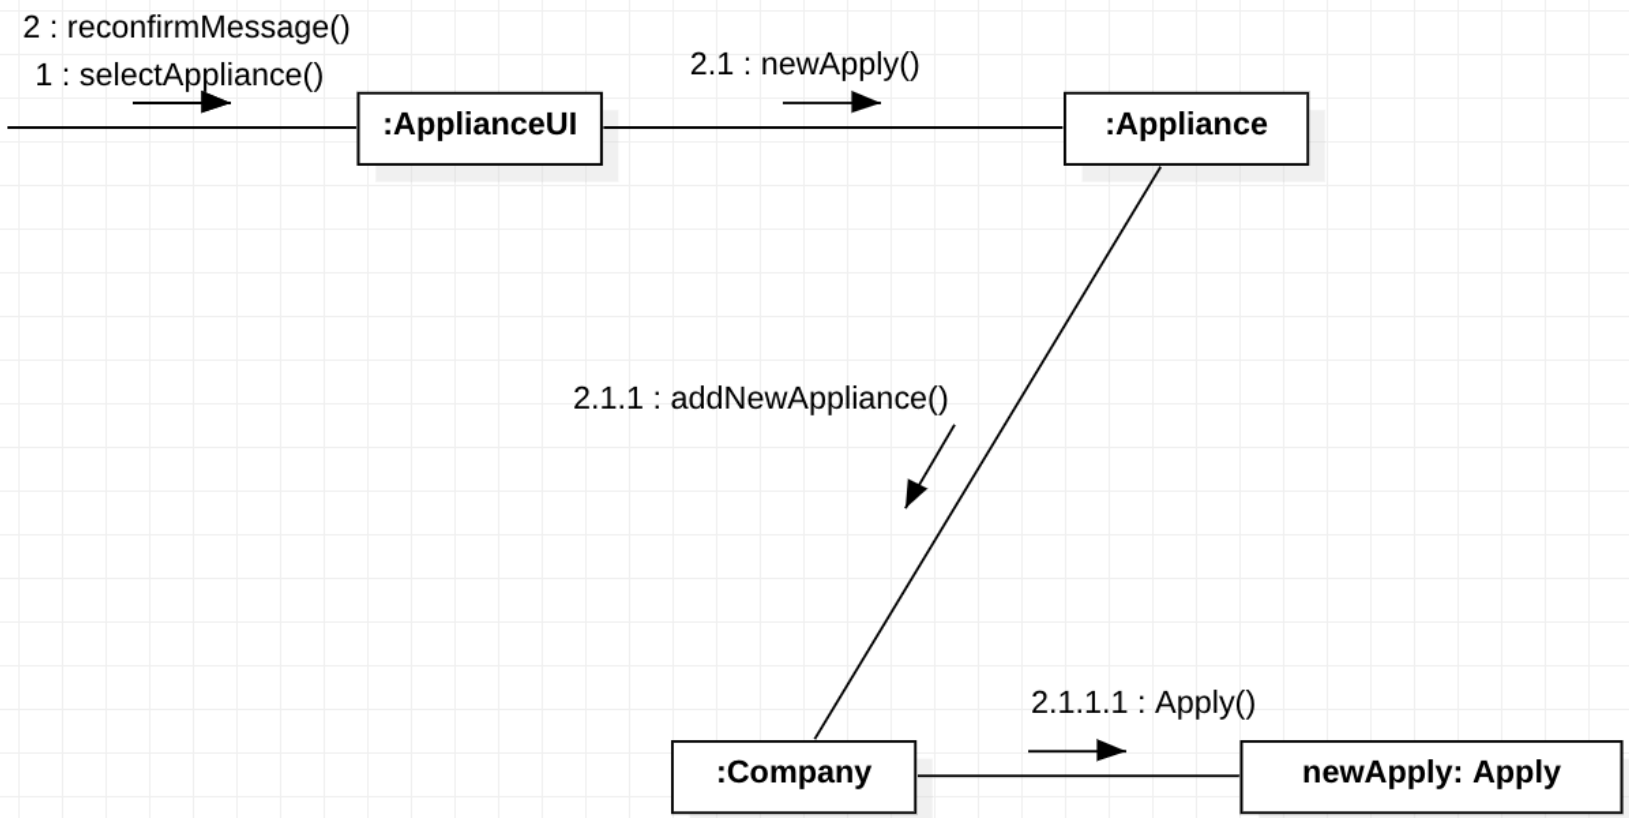 2 : reconfirmMessage()
1 : selectAppliance()
2.1 : newApply()
:ApplianceUI
:Appliance
2.1.1 : addNewAppliance()
2.1.1.1 : Apply()
:Company
newApply: Apply